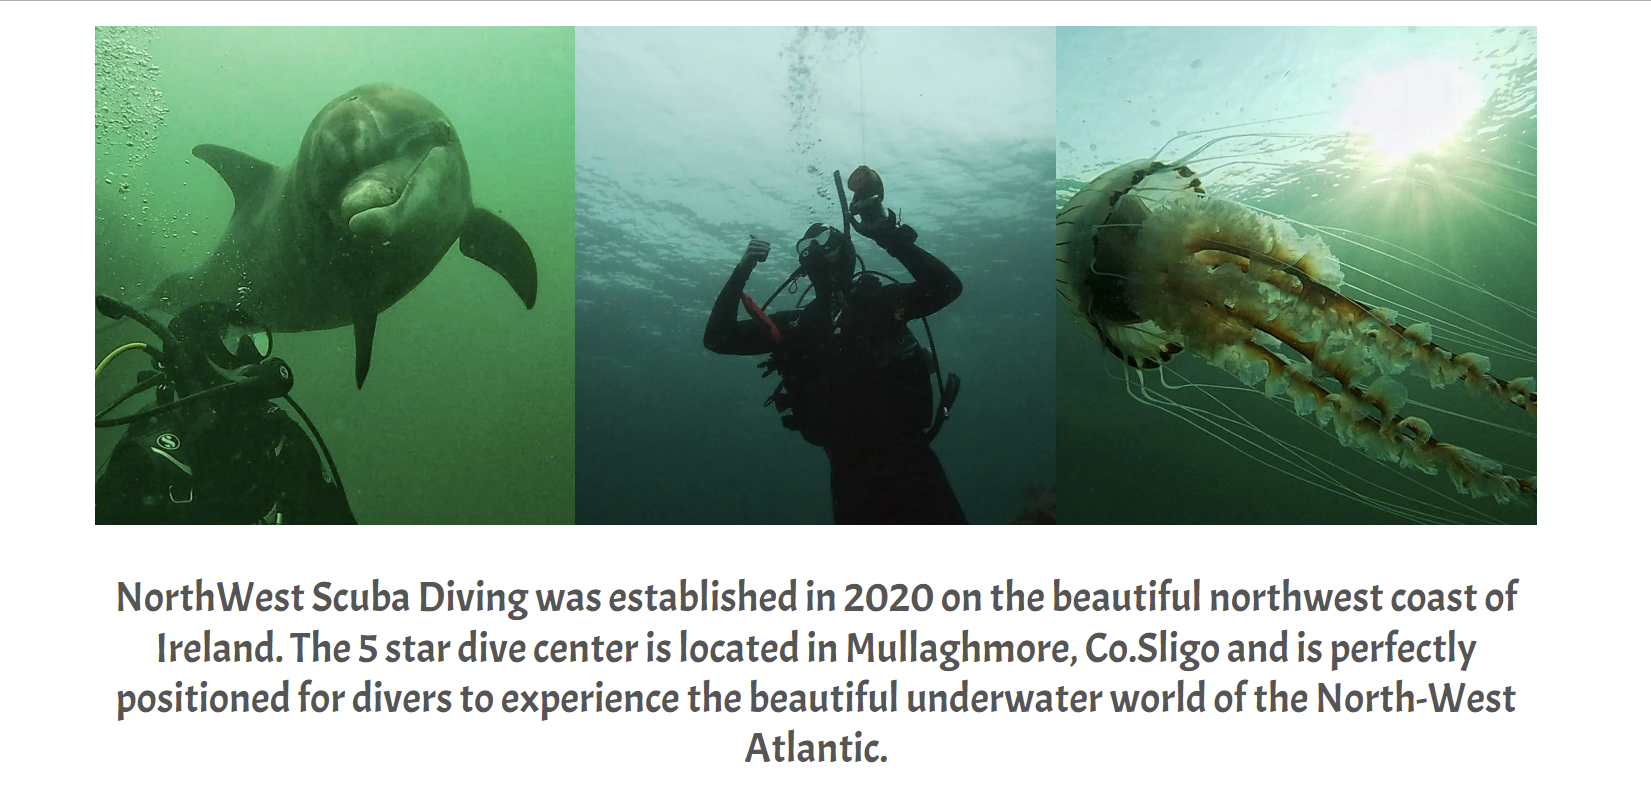 NorthWest Scuba Diving was established in 2020 on the beautiful northwest coast of
Ireland. The 5 star dive center is located in Mullaghmore, Co.Sligo and is perfectly
positioned for divers to experience the beautiful underwater world of the North-West
Atlantic.